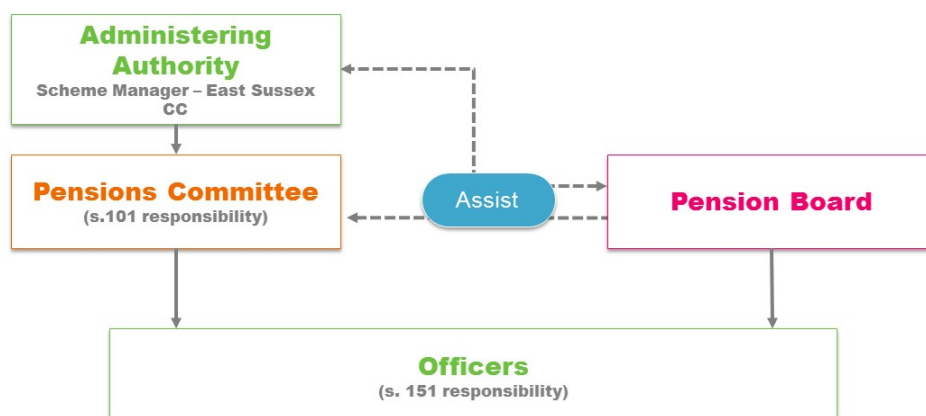 Administering
Authority
Scheme Manager – East Sussex
CC
Pensions Committee
(s.101 responsibility)
Assist
Pension Board
Officers
(s. 151 responsibility)